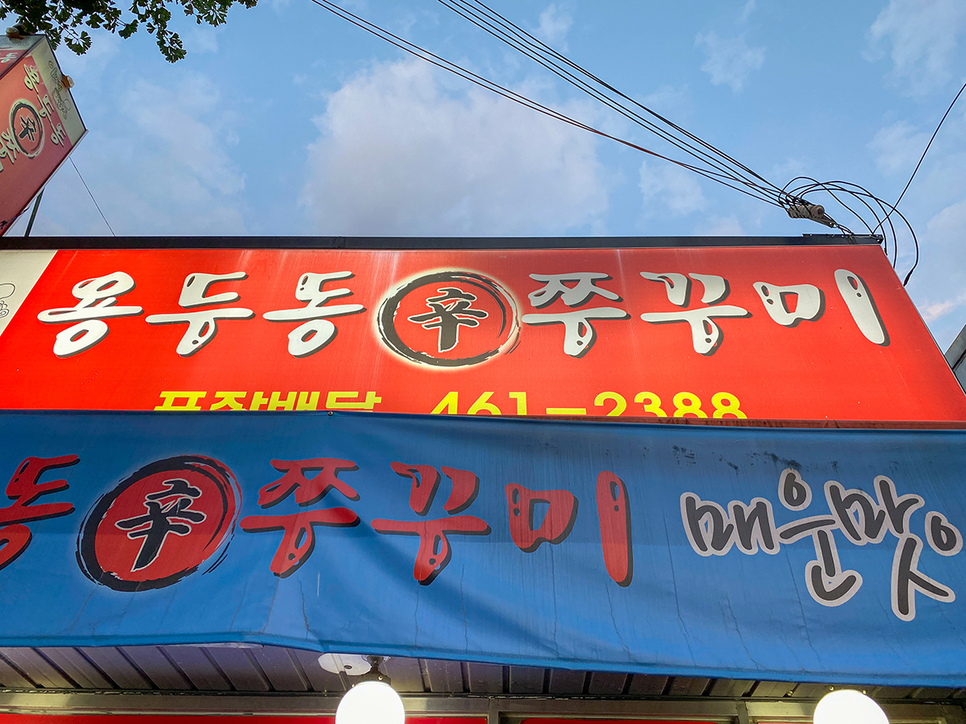 용두동 辛 쭈꾸미
포장배달 461-2388
동 辛 쭈꾸미 매운맛